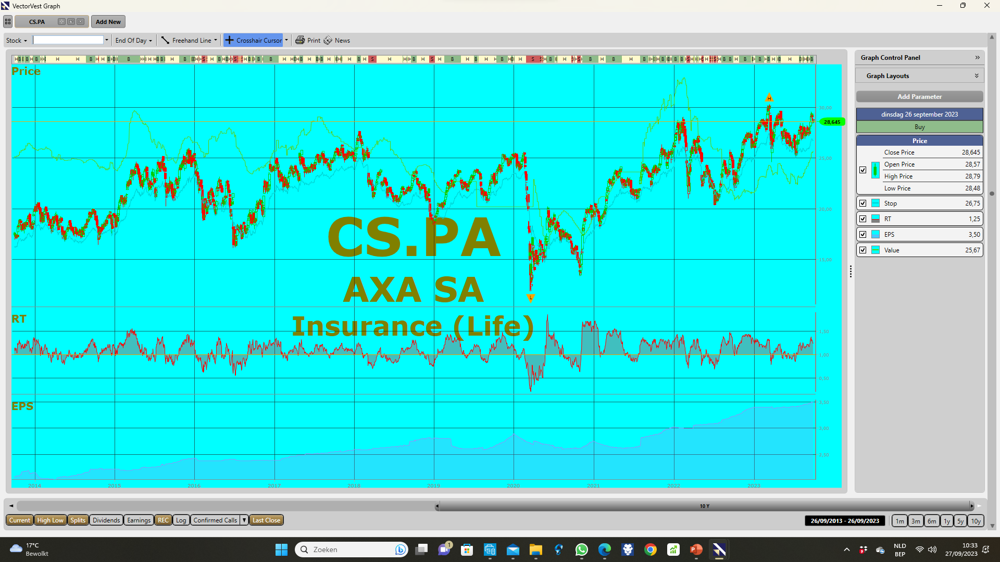 VectorVest Graph
CS.PA
Add New
Stock
End Of Day
Freehand Line
Crosshair Cursor
Print
News
Price
30,00
28,645
25,00
20,00
15,00
H
L
CS.PA
AXA SA
Insurance (Life)
RT
1,50
1,00
0,50
EPS
3,50
3,00
2,50
2014 2015 2016 2017 2018 2019 2020 2021 2022 2023
Graph Control Panel
Graph Layouts
Add Parameter
dinsdag 26 september 2023
Buy
Price
Close Price 28,645
Open Price 28,57
High Price 28,79
Low Price 28,48
Stop 26,75
RT 1,25
EPS 3,50
Value 25,67
10 Y
Current High Low Splits Dividends Earnings REC Log Confirmed Calls Last Close
26/09/2013 - 26/09/2023
1m 3m 6m 1y 5y 10y
17°C
Bewolkt
Zoeken
1
NLD
BEP
10:33
27/09/2023